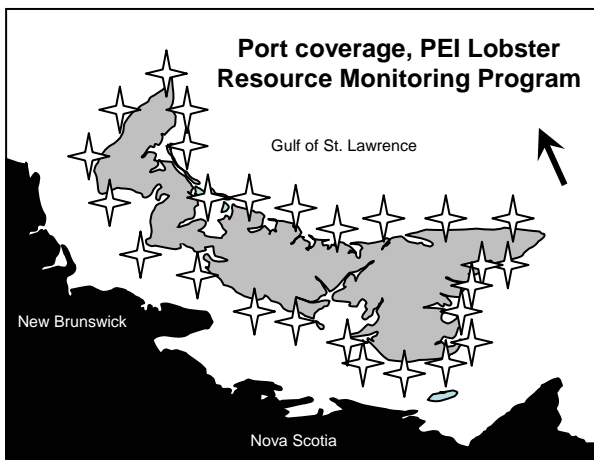 Port coverage, PEI Lobster
Resource Monitoring Program
Gulf of St. Lawrence
New Brunswick
Nova Scotia